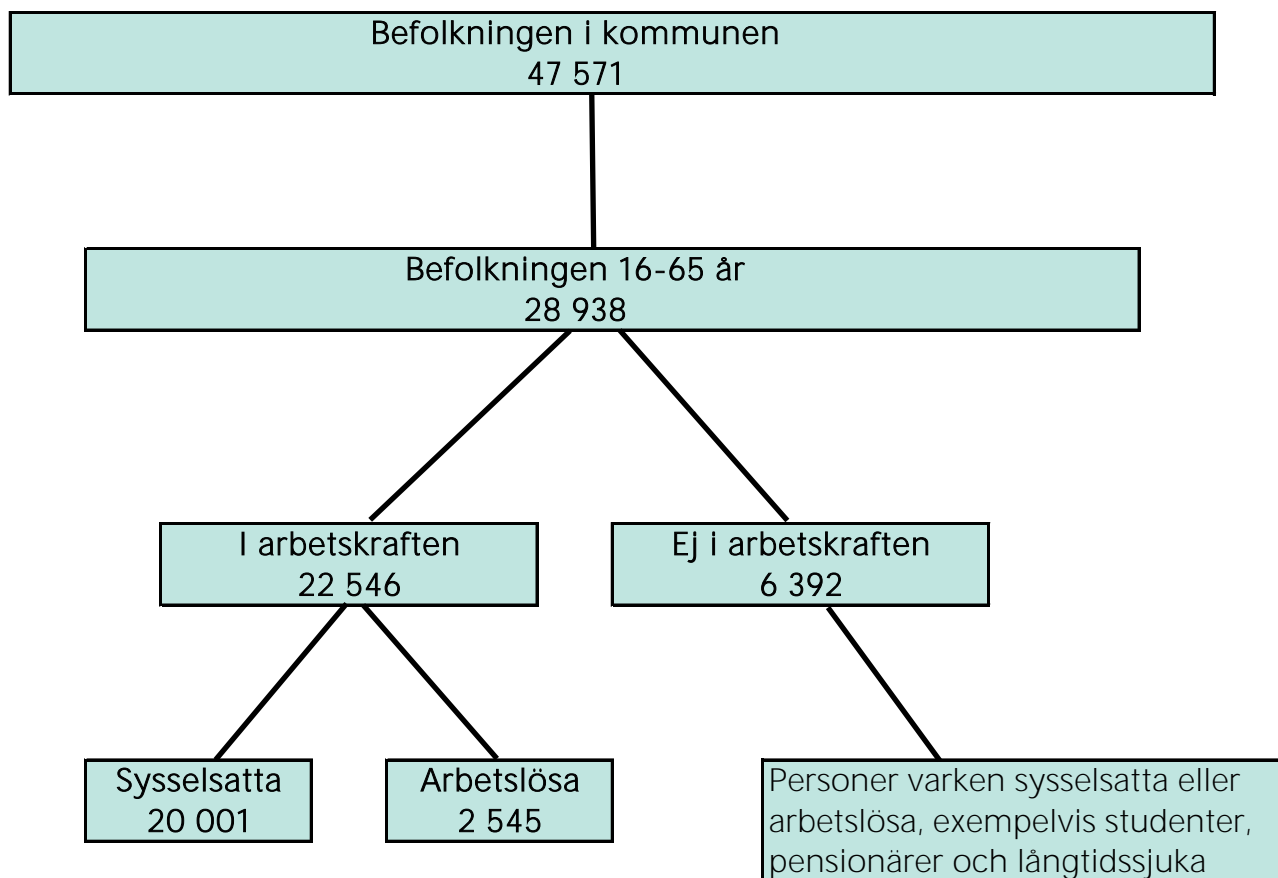 Befolkningen i kommunen
47 571
Befolkningen 16-65 år
28 938
I arbetskraften
22 546
Ej i arbetskraften
6 392
Sysselsatta
20 001
Arbetslösa
2 545
Personer varken sysselsatta eller
arbetslösa, exempelvis studenter,
pensionärer och långtidssjuka